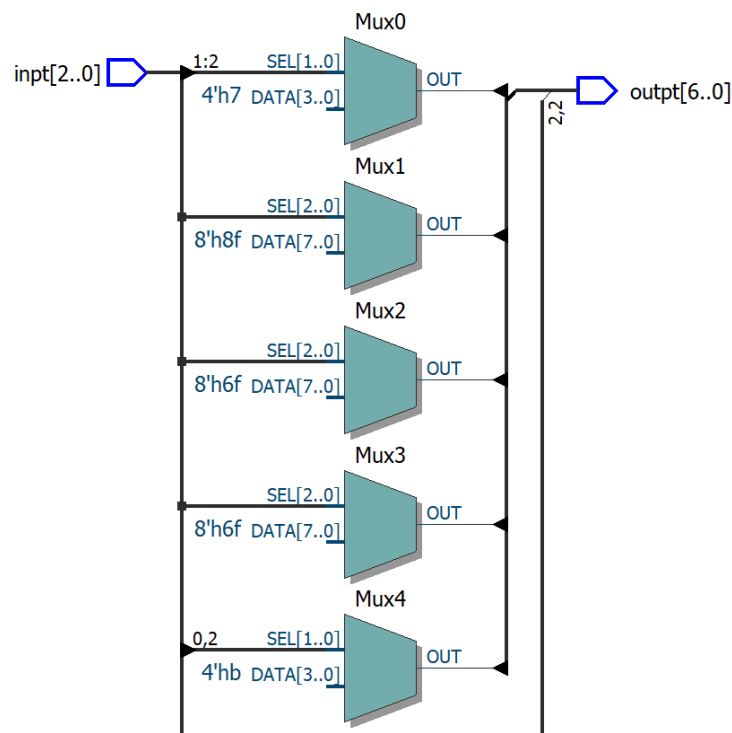 Mux0
inpt[2..0]
1:2
SEL[1..0]
4'h7
DATA[3..0]
OUT
2,2
outpt[6..0]
Mux1
SEL[2..0]
8'h8f
DATA[7..0]
OUT
Mux2
SEL[2..0]
8'h6f
DATA[7..0]
OUT
Mux3
SEL[2..0]
8'h6f
DATA[7..0]
OUT
Mux4
0,2
SEL[1..0]
4'hb
DATA[3..0]
OUT